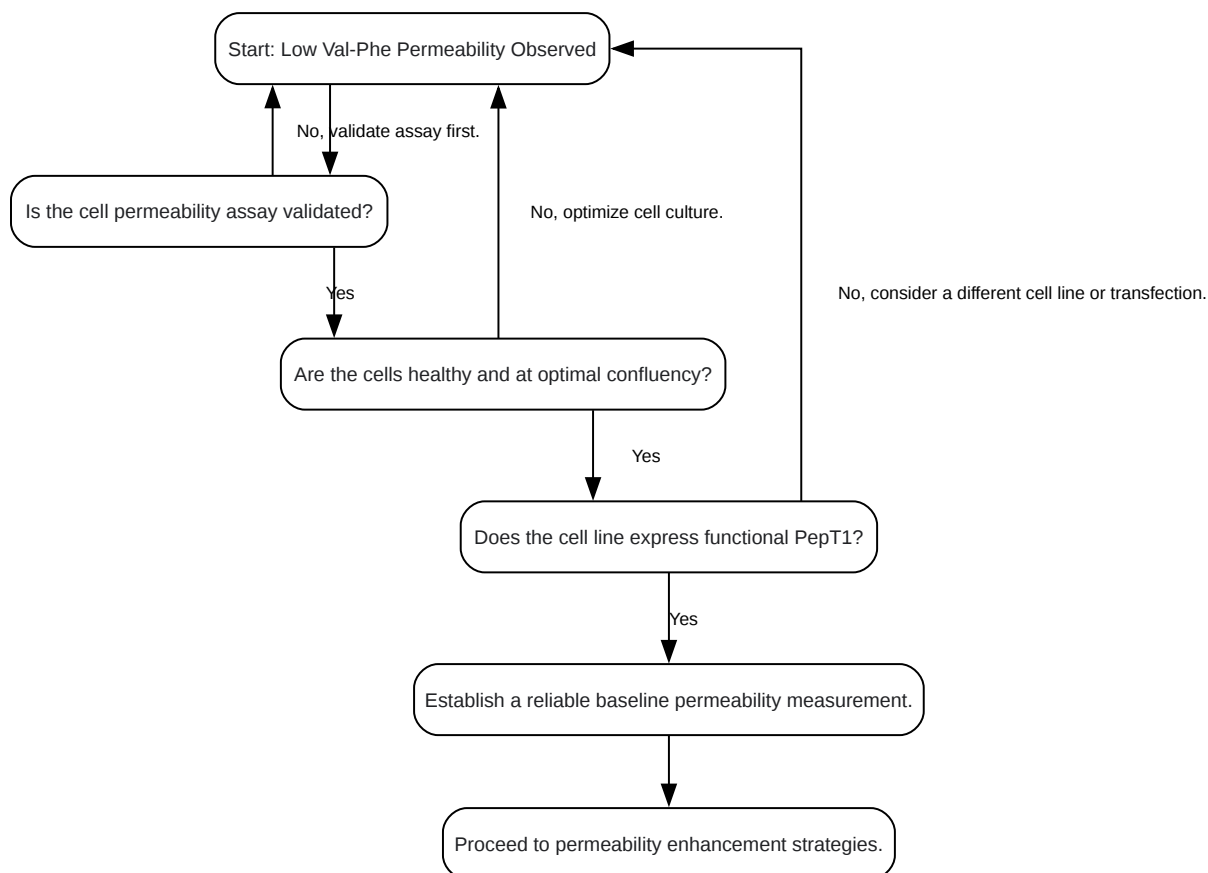 Start: Low Val-Phe Permeability Observed
No, validate assay first.
Is the cell permeability assay validated?
No, optimize cell culture.
Yes
No, consider a different cell line or transfection.
Are the cells healthy and at optimal confluency?
Yes
Does the cell line express functional PepT1?
Yes
Establish a reliable baseline permeability measurement.
Proceed to permeability enhancement strategies.